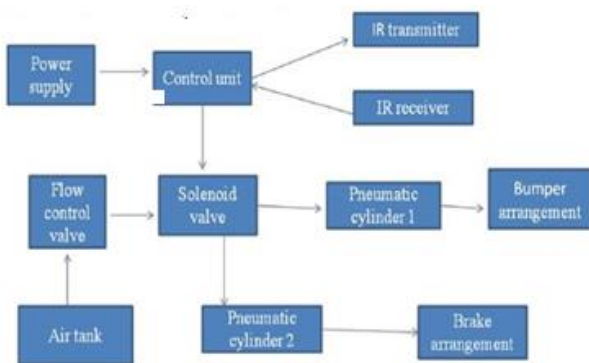 IR transmitter
Power
supply
Control unit
IR receiver
Flow
control
valve
Solenoid
valve
Pneumatic
cylinder 1
Bumper
arrangement
Air tank
Pneumatic
cylinder 2
Brake
arrangement